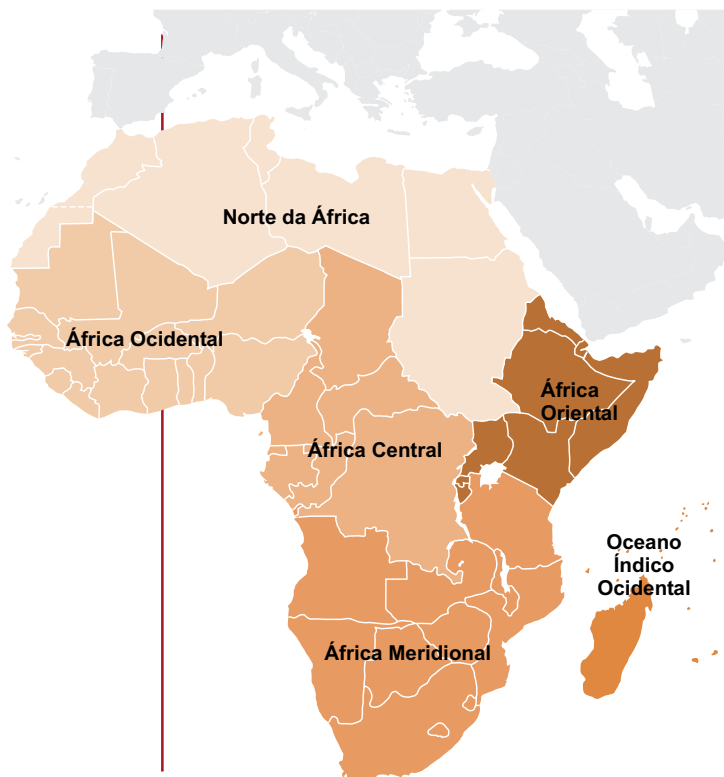 Norte da África
África Ocidental
África
Oriental
África Central
Oceano
Índico
Ocidental
África Meridional